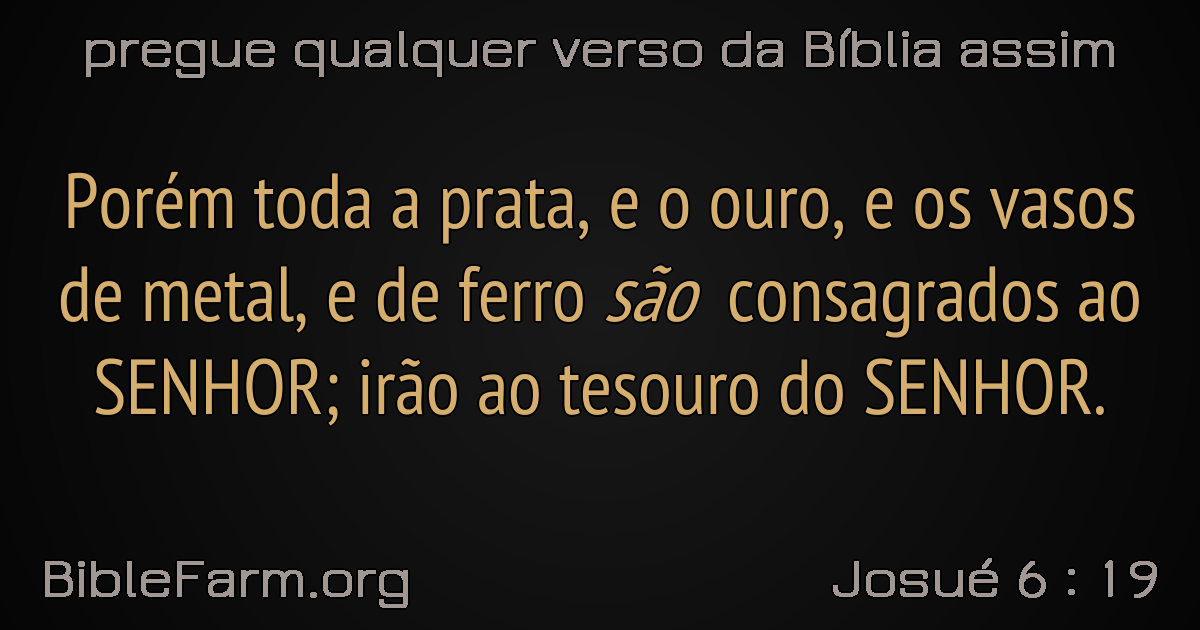 pregue qualquer verso da Bíblia assim
Porém toda a prata, e o ouro, e os vasos
de metal, e de ferro são consagrados ao
SENHOR; irão ao tesouro do SENHOR.
BibleFarm.org
Josué 6 : 19